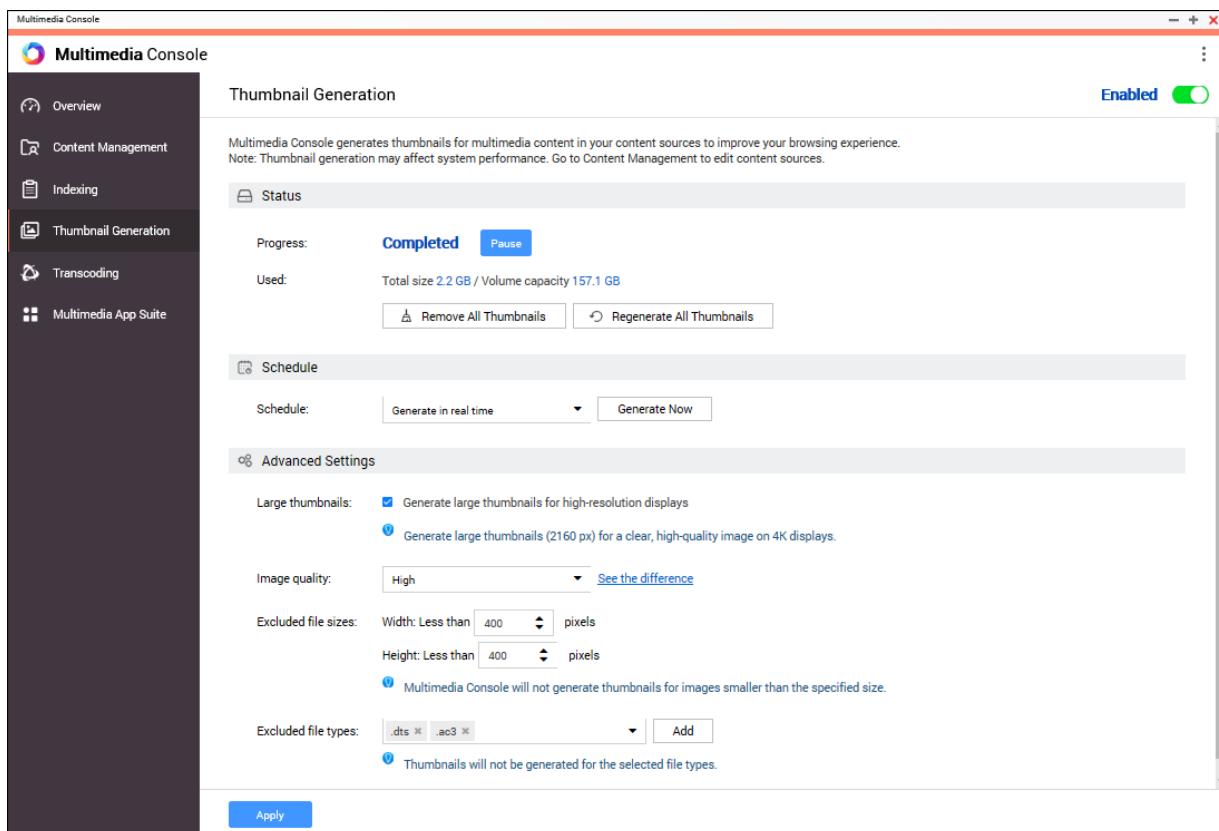 Multimedia Console
Multimedia Console
Overview
Content Management
Indexing
Thumbnail Generation
Transcoding
Multimedia App Suite
Thumbnail Generation
Enabled
Multimedia Console generates thumbnails for multimedia content in your content sources to improve your browsing experience.
Note: Thumbnail generation may affect system performance. Go to Content Management to edit content sources.
Status
Progress: Completed Pause
Used: Total size 2.2 GB / Volume capacity 157.1 GB
Remove All Thumbnails Regenerate All Thumbnails
Schedule
Schedule: Generate in real time Generate Now
Advanced Settings
Large thumbnails: Generate large thumbnails for high-resolution displays
Generate large thumbnails (2160 px) for a clear, high-quality image on 4K displays.
Image quality: High See the difference
Excluded file sizes: Width: Less than 400 pixels
Height: Less than 400 pixels
Multimedia Console will not generate thumbnails for images smaller than the specified size.
Excluded file types: .dts .ac3 Add
Thumbnails will not be generated for the selected file types.
Apply